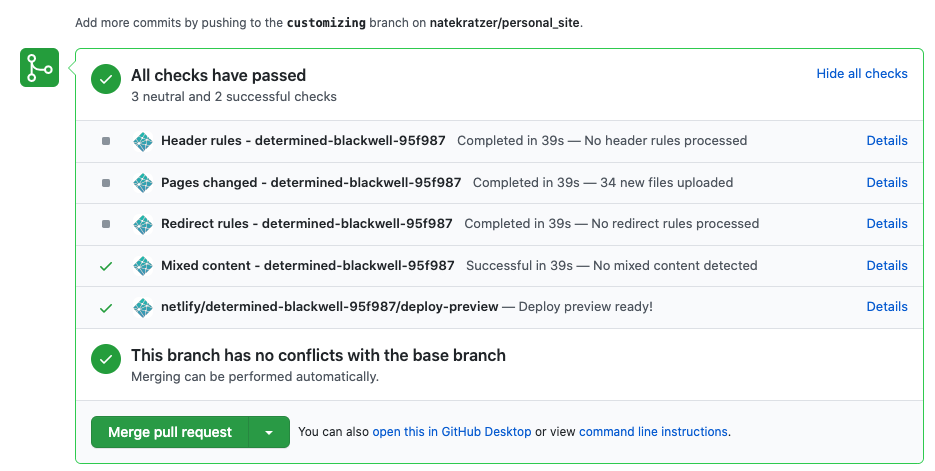 Add more commits by pushing to the customizing branch on natekratzer/personal_site.
All checks have passed
Hide all checks
3 neutral and 2 successful checks
Header rules - determined-blackwell-95f987 Completed in 39s — No header rules processed Details
Pages changed - determined-blackwell-95f987 Completed in 39s — 34 new files uploaded Details
Redirect rules - determined-blackwell-95f987 Completed in 39s — No redirect rules processed Details
Mixed content - determined-blackwell-95f987 Successful in 39s — No mixed content detected Details
netlify/determined-blackwell-95f987/deploy-preview — Deploy preview ready! Details
This branch has no conflicts with the base branch
Merging can be performed automatically.
Merge pull request You can also open this in GitHub Desktop or view command line instructions.